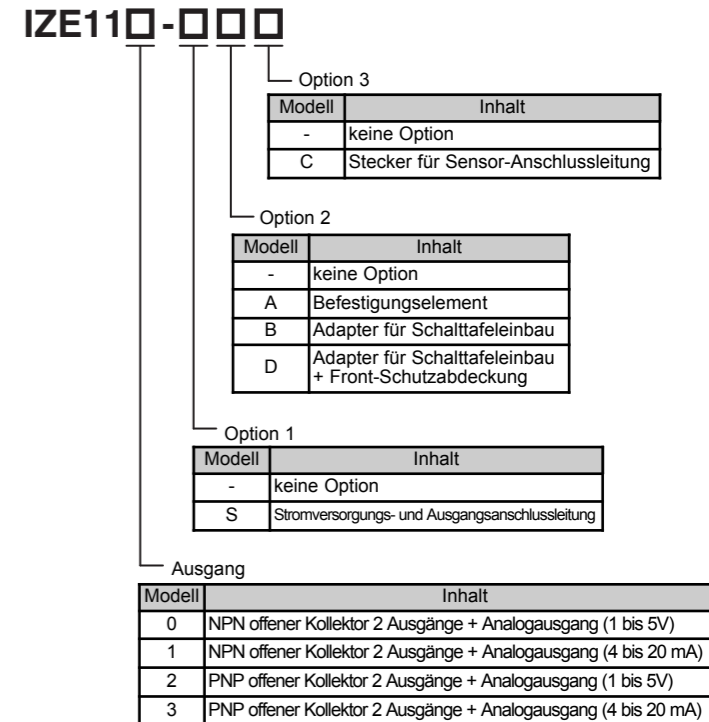 IZE11□-□□□
Option 3
Modell Inhalt
- keine Option
C Stecker für Sensor-Anschlussleitung
Option 2
Modell Inhalt
- keine Option
A Befestigungselement
B Adapter für Schalttafeleinbau
D Adapter für Schalttafeleinbau
+ Front-Schutzabdeckung
Option 1
Modell Inhalt
- keine Option
S Stromversorgungs- und Ausgangsanschlussleitung
Ausgang
Modell Inhalt
0 NPN offener Kollektor 2 Ausgänge + Analogausgang (1 bis 5V)
1 NPN offener Kollektor 2 Ausgänge + Analogausgang (4 bis 20 mA)
2 PNP offener Kollektor 2 Ausgänge + Analogausgang (1 bis 5V)
3 PNP offener Kollektor 2 Ausgänge + Analogausgang (4 bis 20 mA)